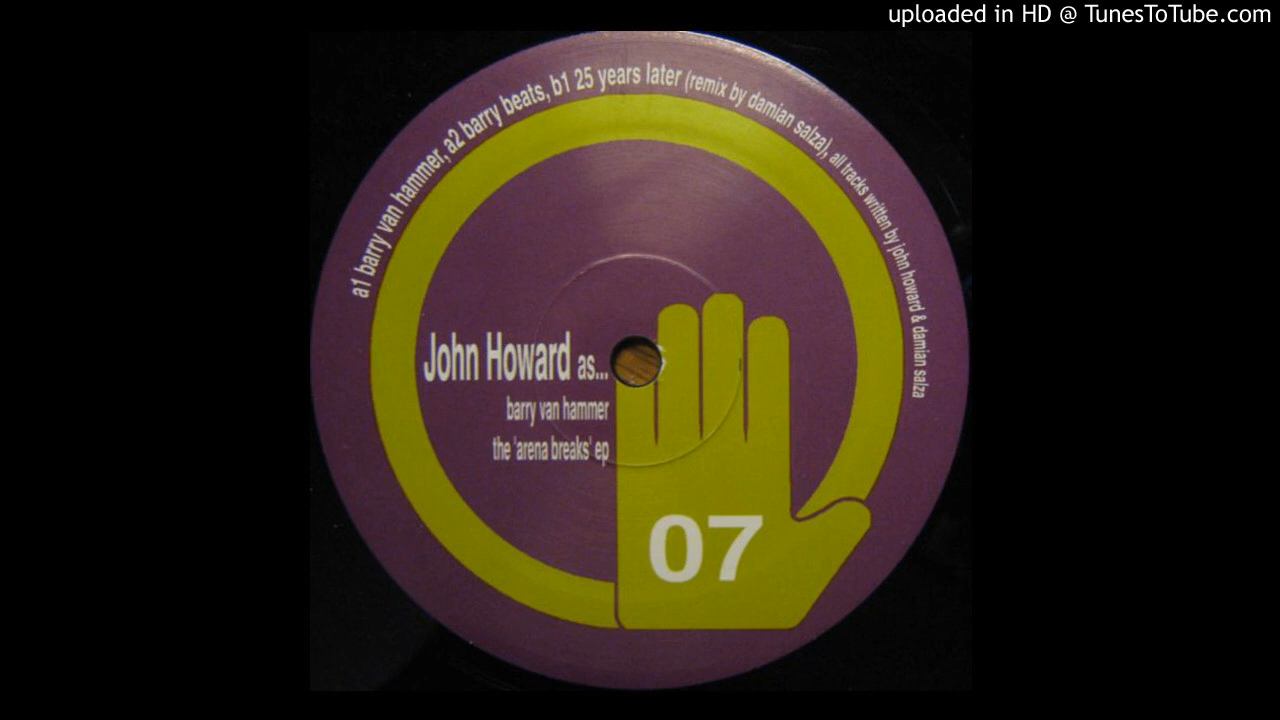 uploaded in HD @ TunesToTube.com
a1 barry van hammer, a2 barry beats, b1 25 years later (remix by damian salza), all tracks written by john howard & damian salza
John Howard as...
barry van hammer
the 'arena breaks' ep
07